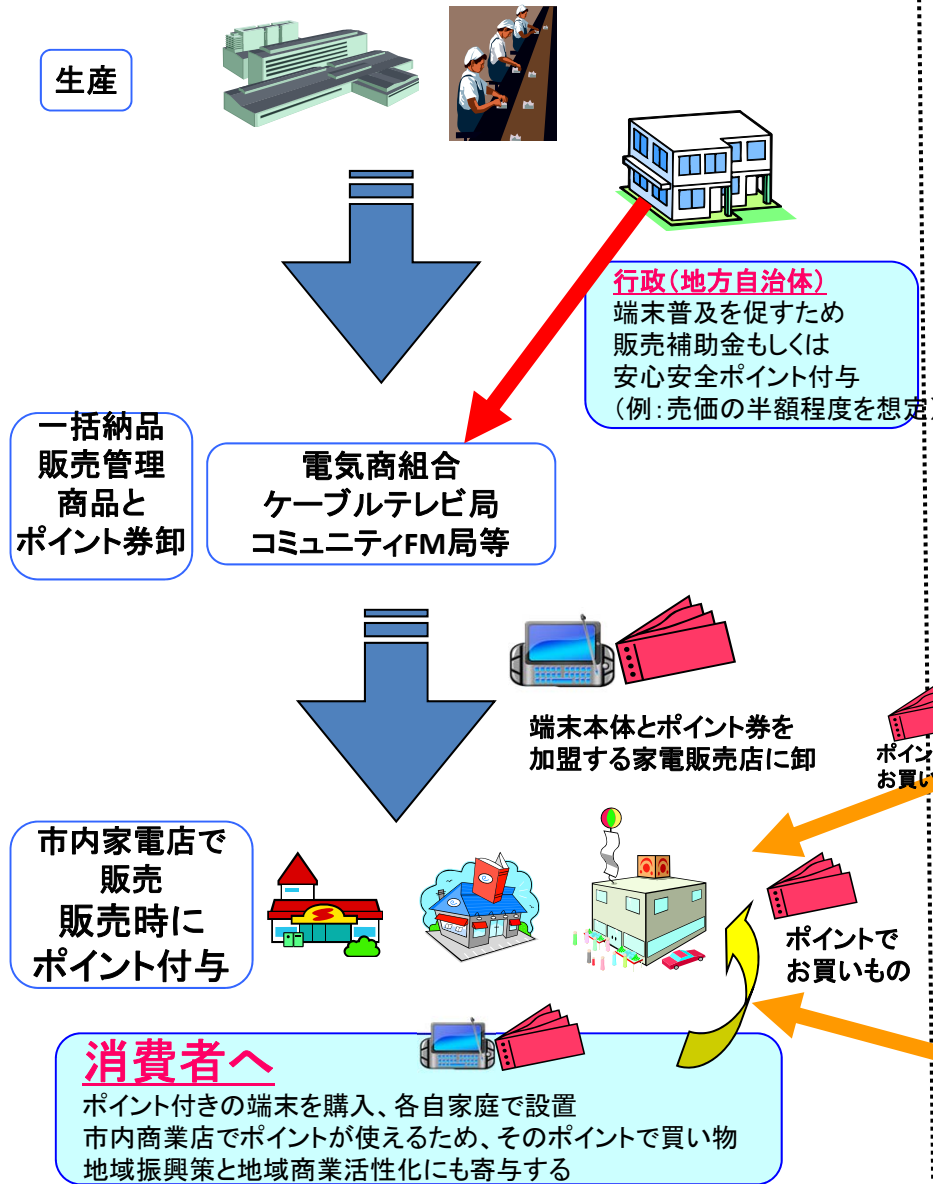 生産
行政(地方自治体)
端末普及を促すため
販売補助金もしくは
安心安全ポイント付与
(例:売価の半額程度を想定)
一括納品
販売管理
商品と
ポイント券卸
電気商組合
ケーブルテレビ局
コミュニティFM局等
端末本体とポイント券を
加盟する家電販売店に卸
ポイン
お買い
市内家電店で
販売
販売時に
ポイント付与
ポイントで
お買いもの
消費者へ
ポイント付きの端末を購入、各自家庭で設置
市内商業店でポイントが使えるため、そのポイントで買い物
地域振興策と地域商業活性化にも寄与する